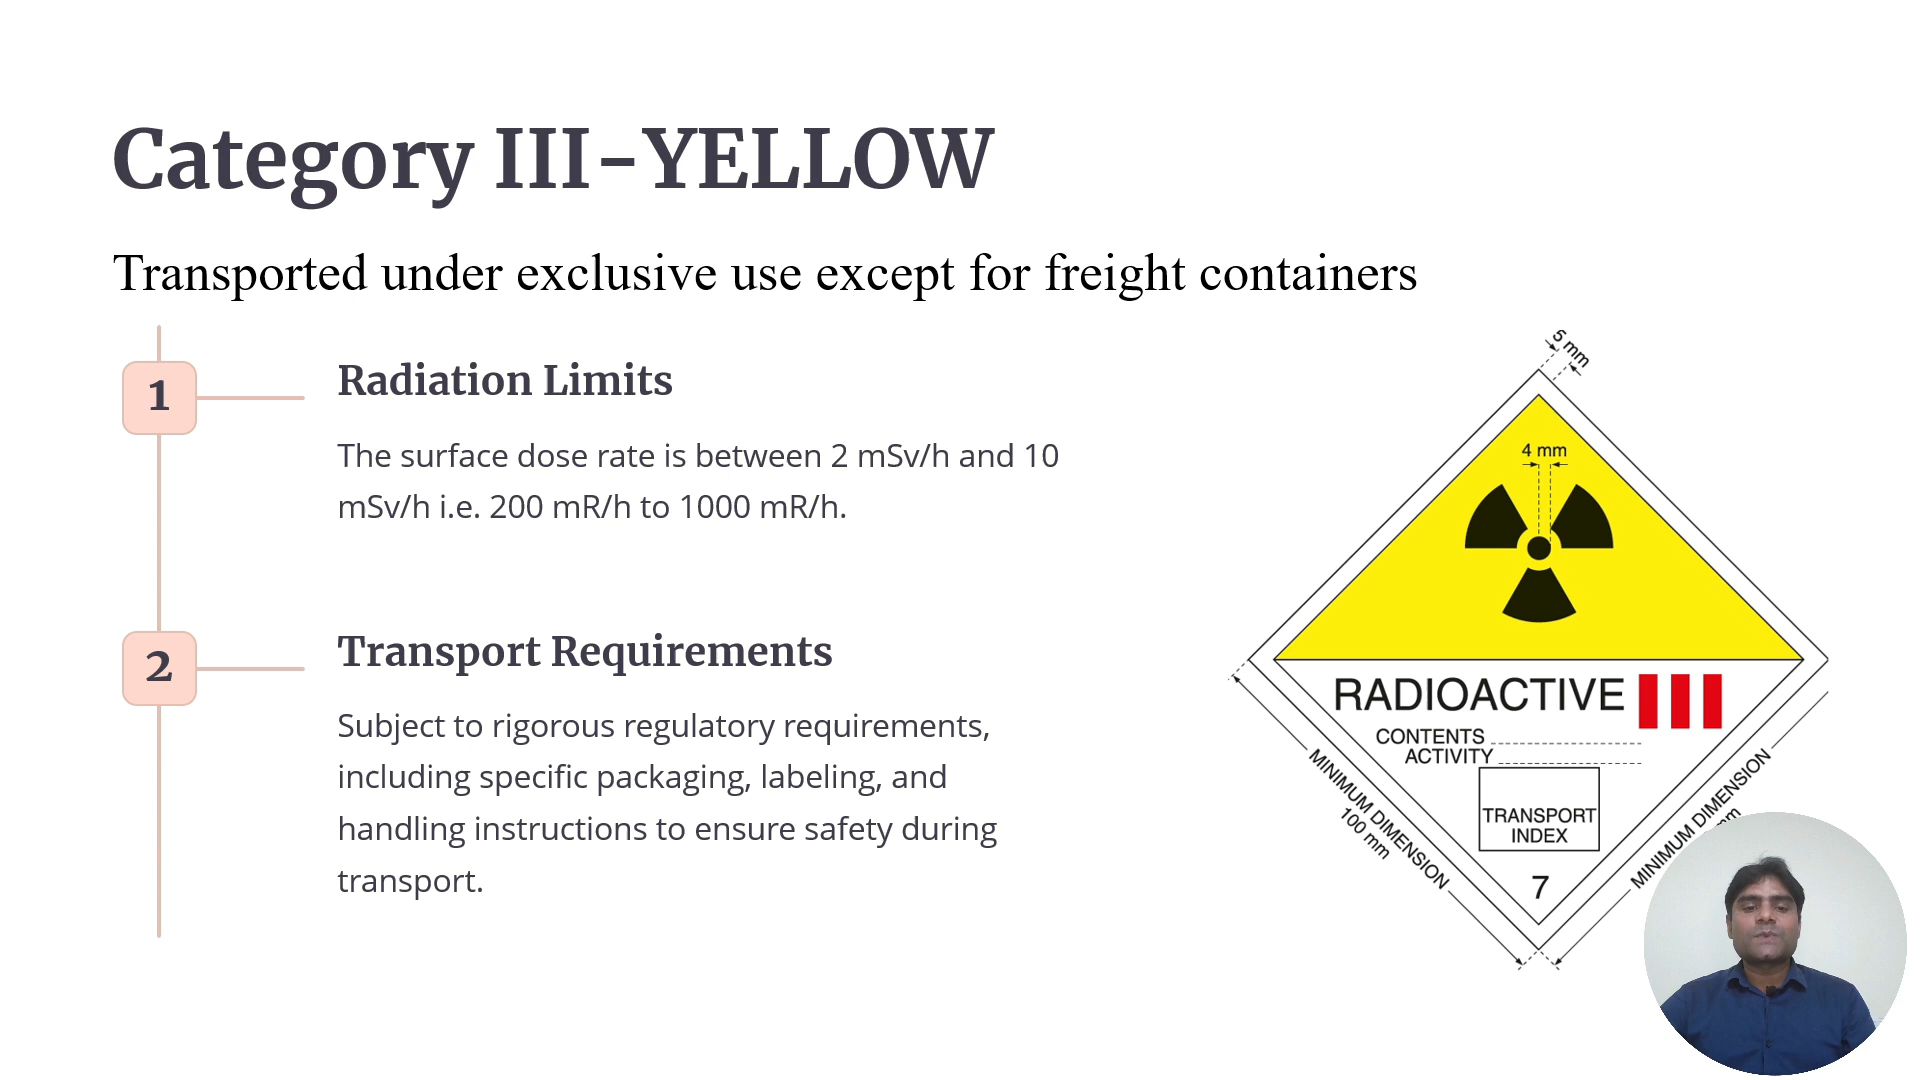 Category III-YELLOW
Transported under exclusive use except for freight containers
1
Radiation Limits
The surface dose rate is between 2 mSv/h and 10
mSv/h i.e. 200 mR/h to 1000 mR/h.
2
Transport Requirements
Subject to rigorous regulatory requirements,
including specific packaging, labeling, and
handling instructions to ensure safety during
transport.
5 mm
4 mm
RADIOACTIVE III
CONTENTS
ACTIVITY
TRANSPORT
INDEX
7
MINIMUM DIMENSION
100 mm
MINIMUM DIMENSION